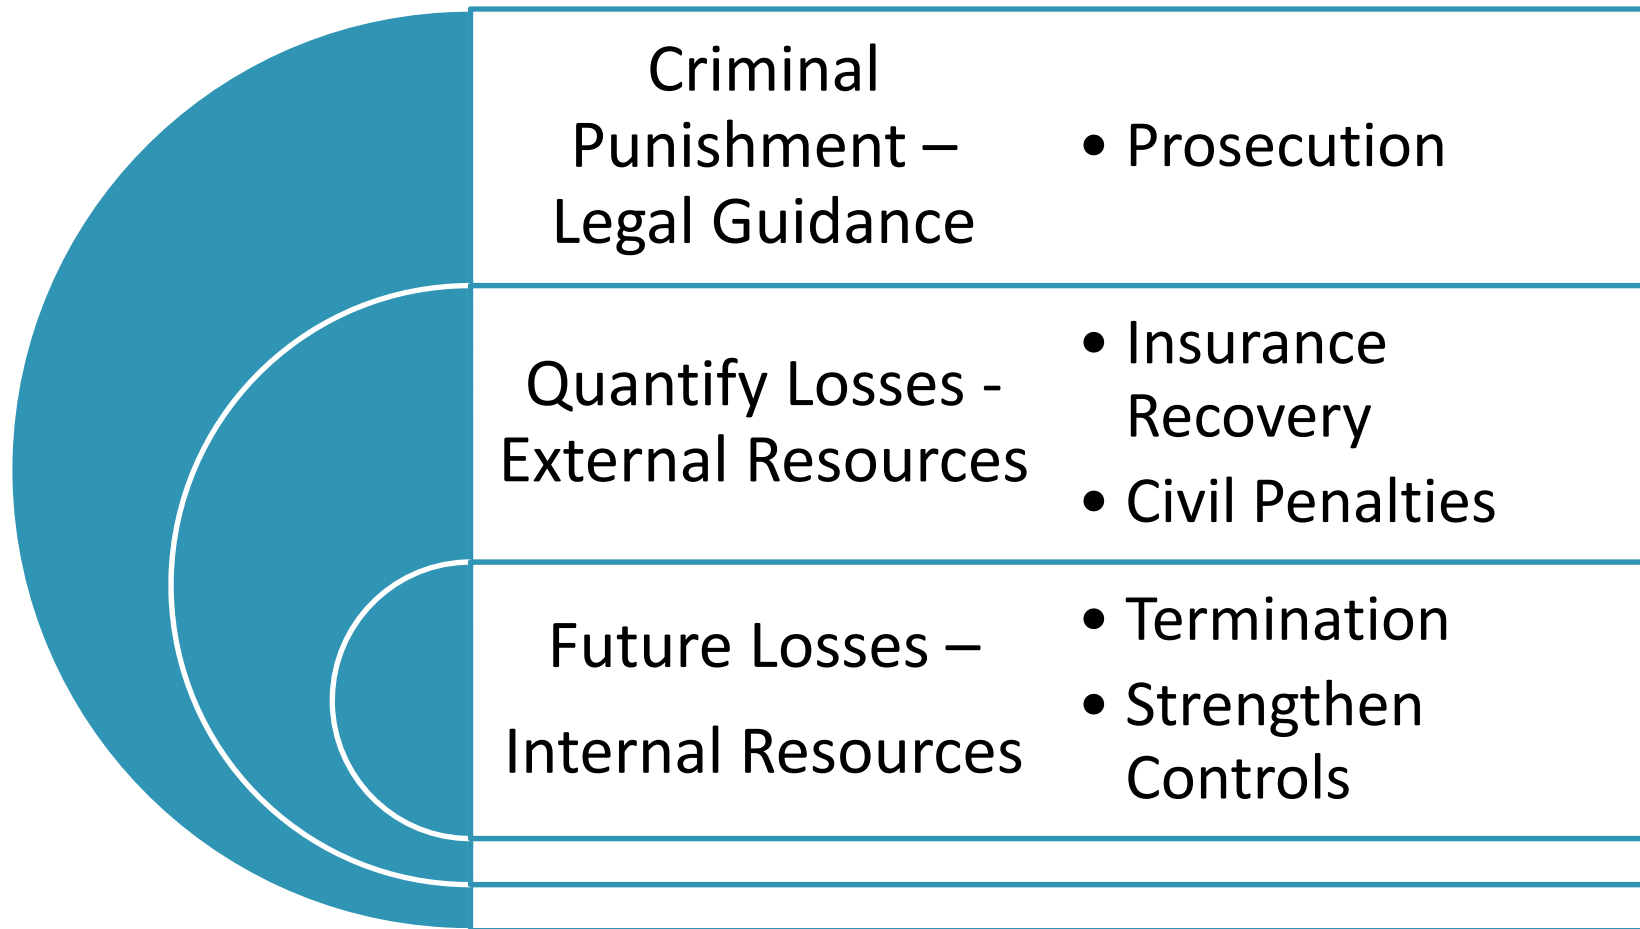 Criminal
Punishment –
Legal Guidance
• Prosecution
Quantify Losses -
External Resources
• Insurance
Recovery
• Civil Penalties
Future Losses –
Internal Resources
• Termination
• Strengthen
Controls